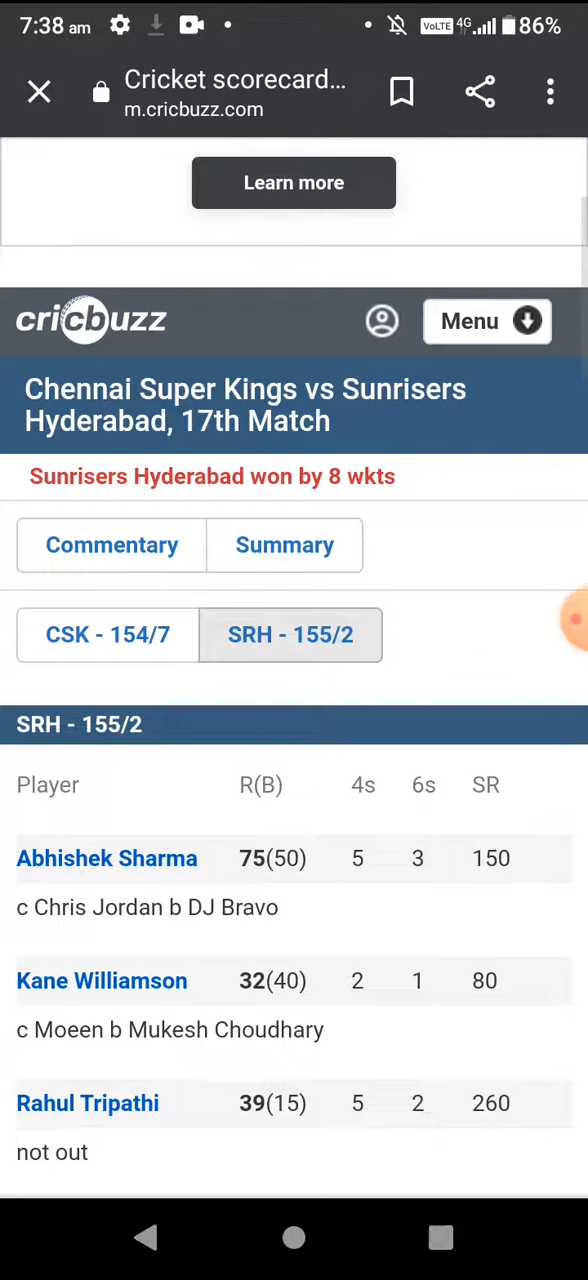 7:38 am VoLTE 4G 86%
Cricket scorecard...
m.cricbuzz.com
Learn more
cricbuzz Menu
Chennai Super Kings vs Sunrisers
Hyderabad, 17th Match
Sunrisers Hyderabad won by 8 wkts
Commentary Summary
CSK - 154/7 SRH - 155/2
SRH - 155/2
Player R(B) 4s 6s SR
Abhishek Sharma 75(50) 5 3 150
c Chris Jordan b DJ Bravo
Kane Williamson 32(40) 2 1 80
c Moeen b Mukesh Choudhary
Rahul Tripathi 39(15) 5 2 260
not out